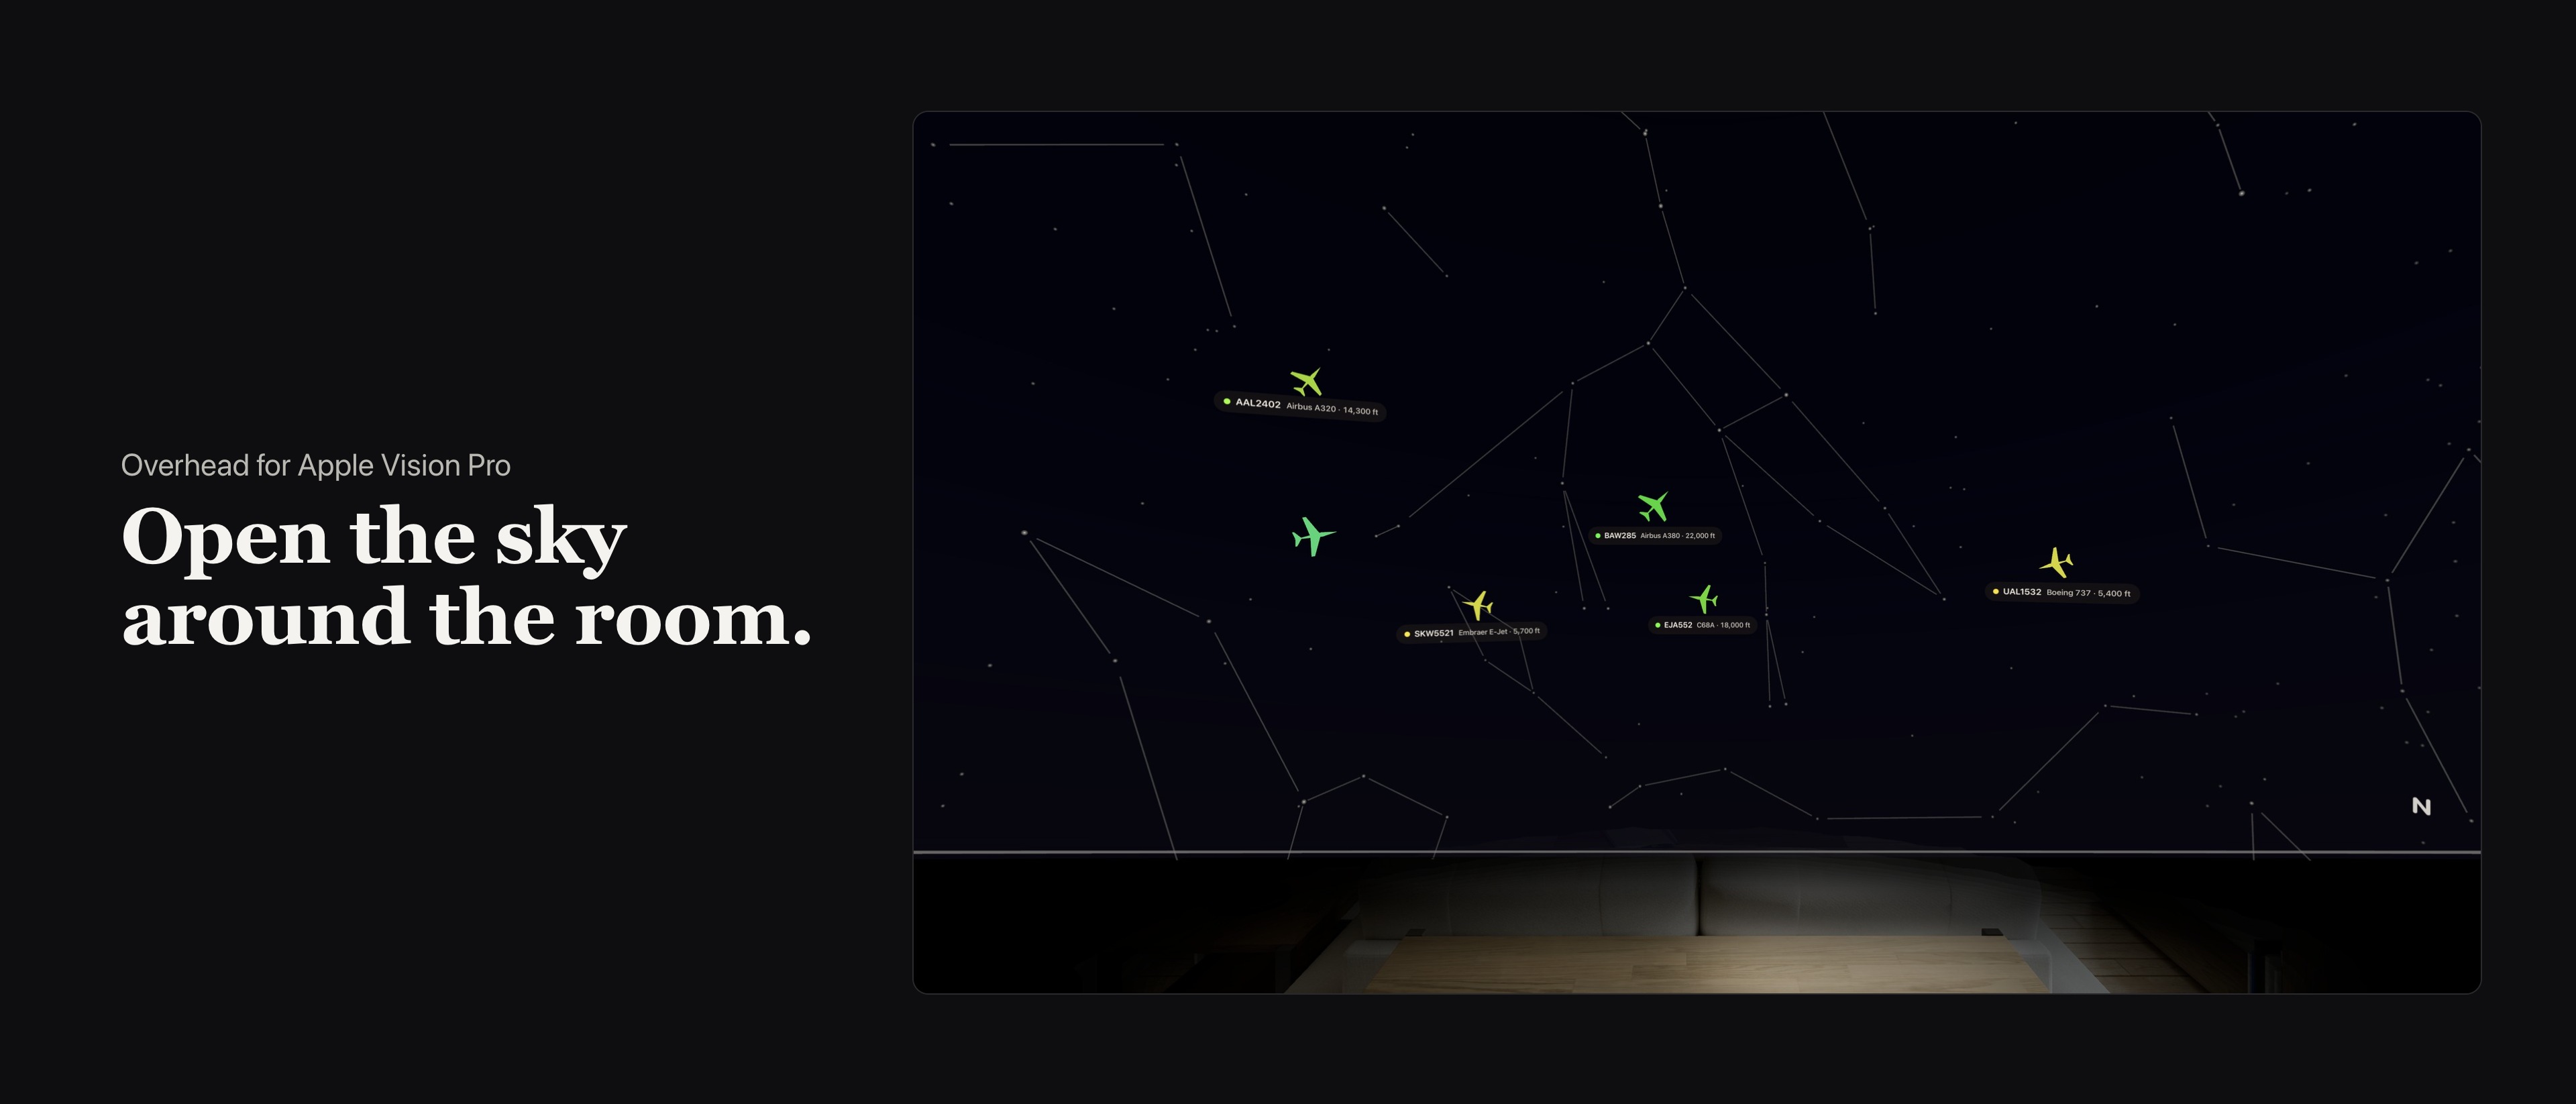 Overhead for Apple Vision Pro
Open the sky
around the room.
AAL2402 Airbus A320 · 14,300 ft
BAW285 Airbus A380 · 22,000 ft
UAL1532 Boeing 737 · 5,400 ft
EJA552 C68A · 18,000 ft
SKW5521 Embraer E-Jet · 5,700 ft
N